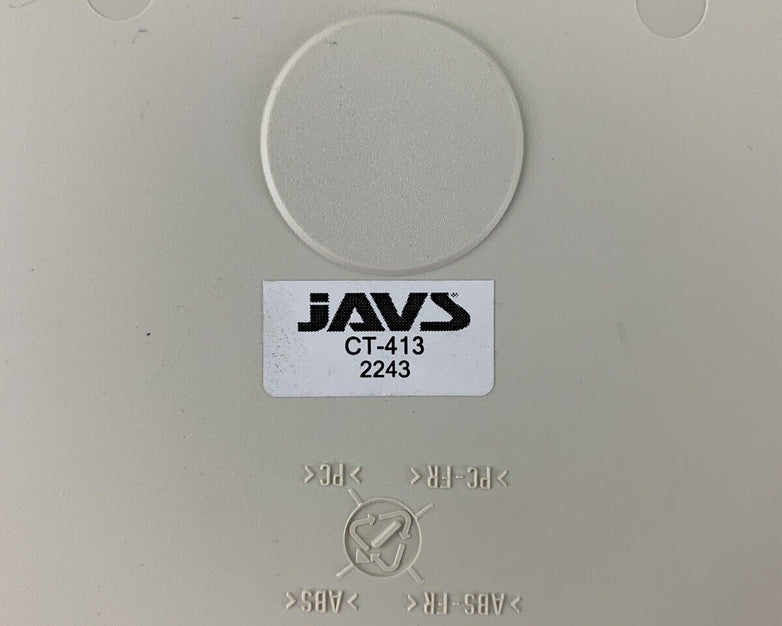 JAVS
CT-413
2243
>PC< >PC-FR<
>ABS< >ABS-FR<